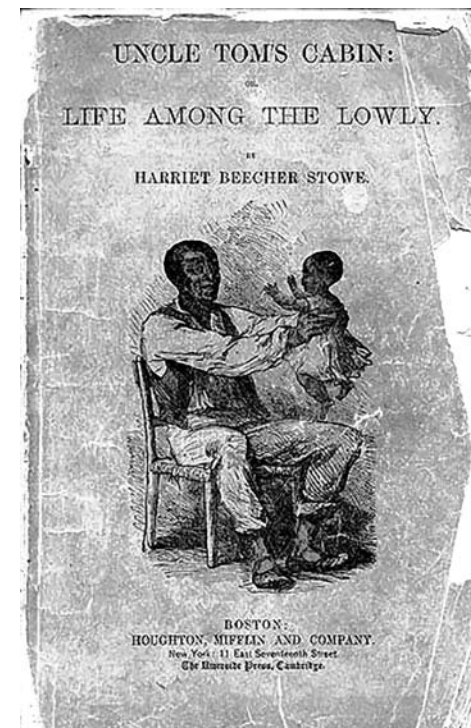 UNCLE TOM'S CABIN:
OR,
LIFE AMONG THE LOWLY.
BY
HARRIET BEECHER STOWE.
BOSTON:
HOUGHTON, MIFFLIN AND COMPANY.
New York: 11 East Seventeenth Street
The Riverside Press, Cambridge.